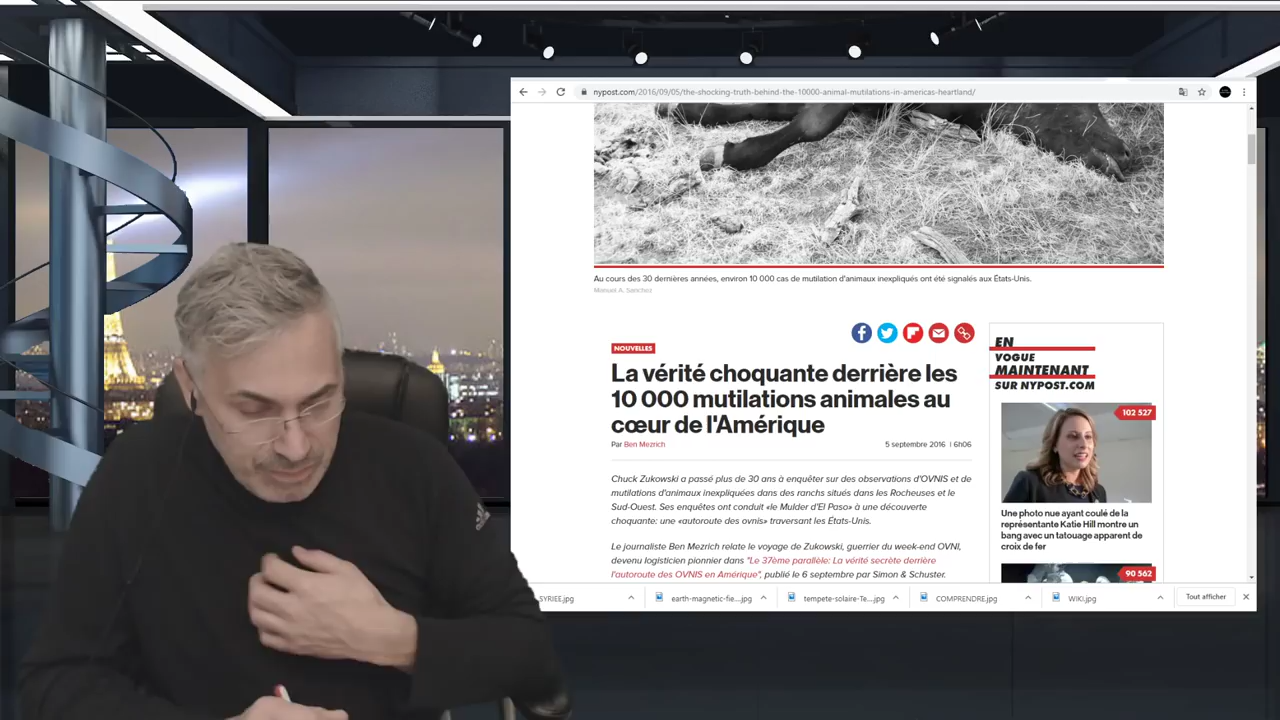 nypost.com/2016/09/05/the-shocking-truth-behind-the-10000-animal-mutilations-in-americas-heartland/
Au cours des 30 dernières années, environ 10 000 cas de mutilation d'animaux inexpliqués ont été signalés aux États-Unis.
Manuel A. Sanchez
NOUVELLES
La vérité choquante derrière les
10 000 mutilations animales au
cœur de l'Amérique
Par Ben Mezrich
5 septembre 2016 | 6h06
Chuck Zukowski a passé plus de 30 ans à enquêter sur des observations d'OVNIS et de
mutilations d'animaux inexpliquées dans des ranchs situés dans les Rocheuses et le
Sud-Ouest. Ses enquêtes ont conduit «le Mulder d'El Paso» à une découverte
choquante: une «autoroute des ovnis» traversant les États-Unis.
Le journaliste Ben Mezrich relate le voyage de Zukowski, guerrier du week-end OVNI,
devenu logisticien pionnier dans "Le 37ème parallèle: La vérité secrète derrière
l'autoroute des OVNIS en Amérique", publié le 6 septembre par Simon & Schuster.
EN
VOGUE
MAINTENANT
SUR NYPOST.COM
102 527
Une photo nue ayant coulé de la
représentante Katie Hill montre un
bang avec un tatouage apparent de
croix de fer
90 562
SYRIEE.jpg
earth-magnetic-fie....jpg
tempete-solaire-Te....jpg
COMPRENDRE.jpg
WIKI.jpg
Tout afficher